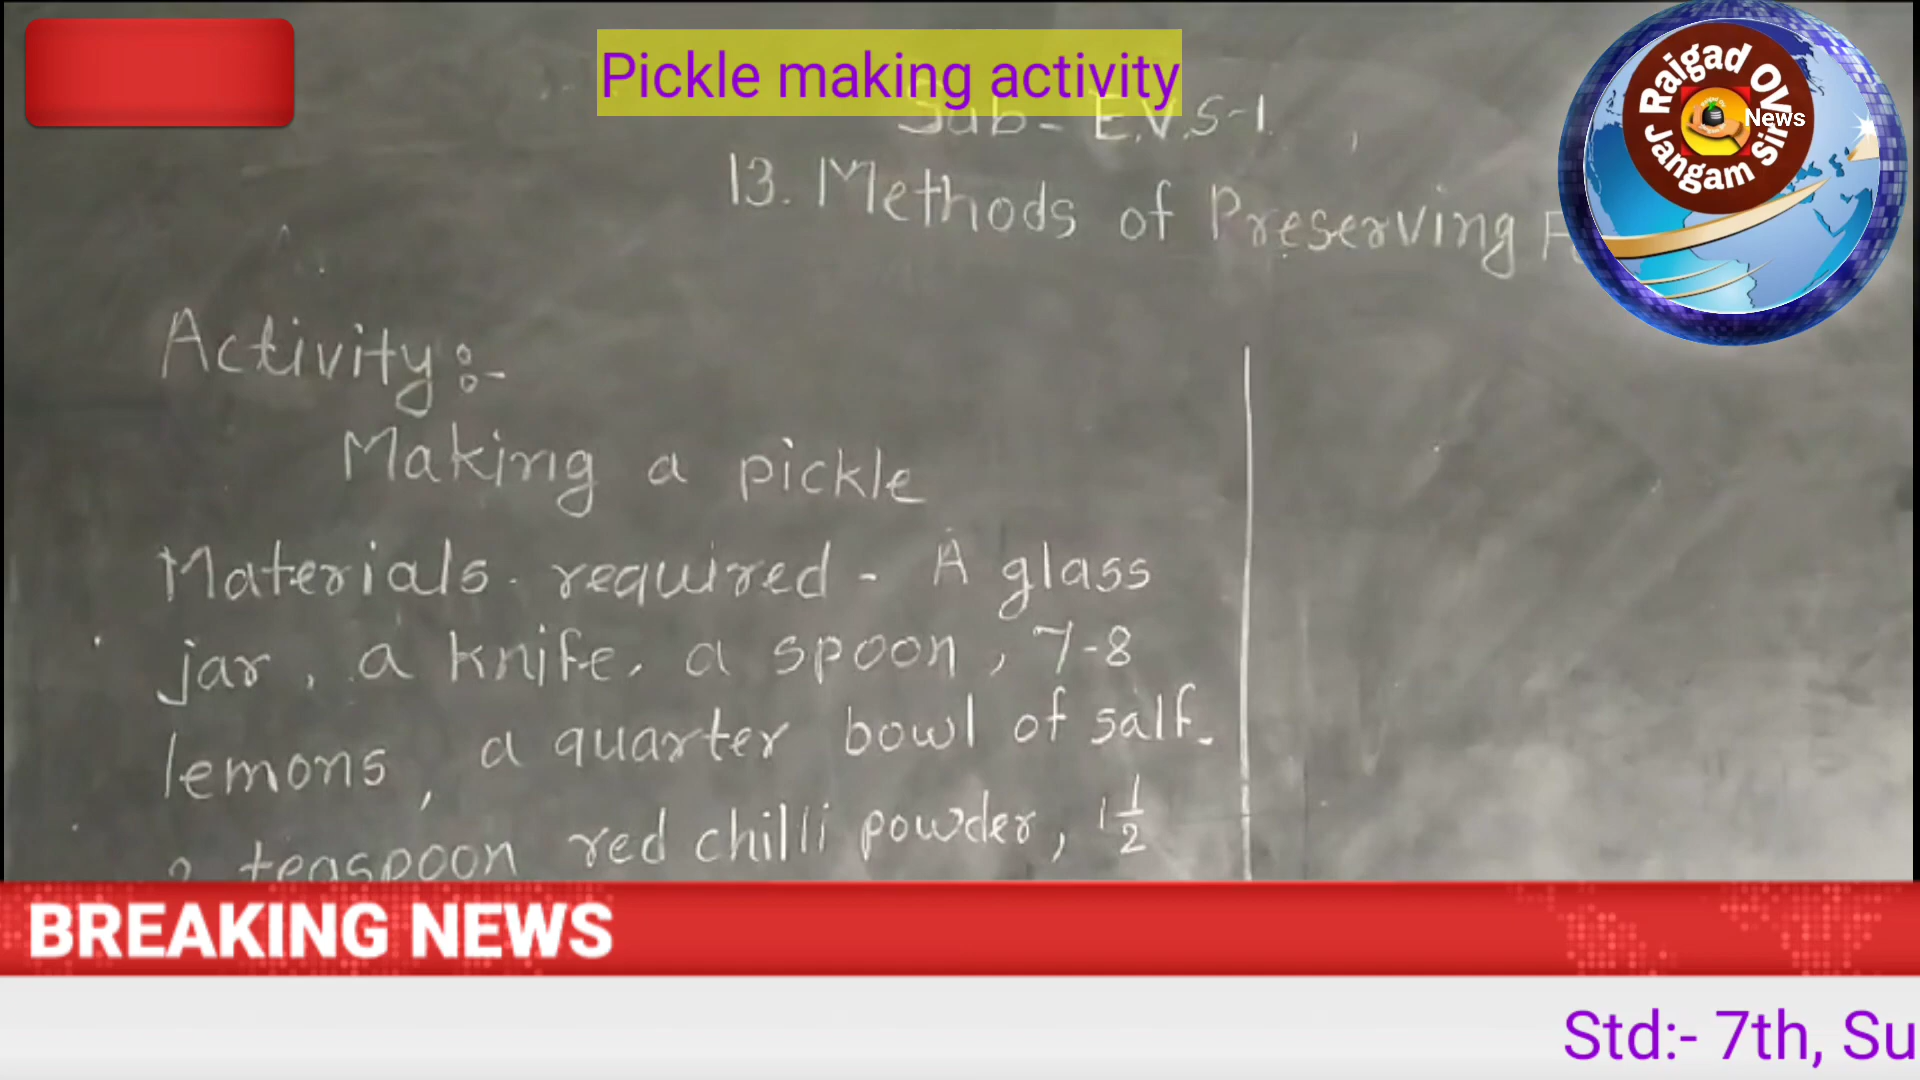 Pickle making activity
Raigad OV
Jangam Sir
News
Sub- E.V.S-1.
13. Methods of Preserving
Activity:-
Making a pickle
Materials required - A glass
jar, a knife, a spoon, 7-8
lemons, a quarter bowl of salt.
teaspoon red chilli powder, 1 1/2
BREAKING NEWS
Std:- 7th, Su